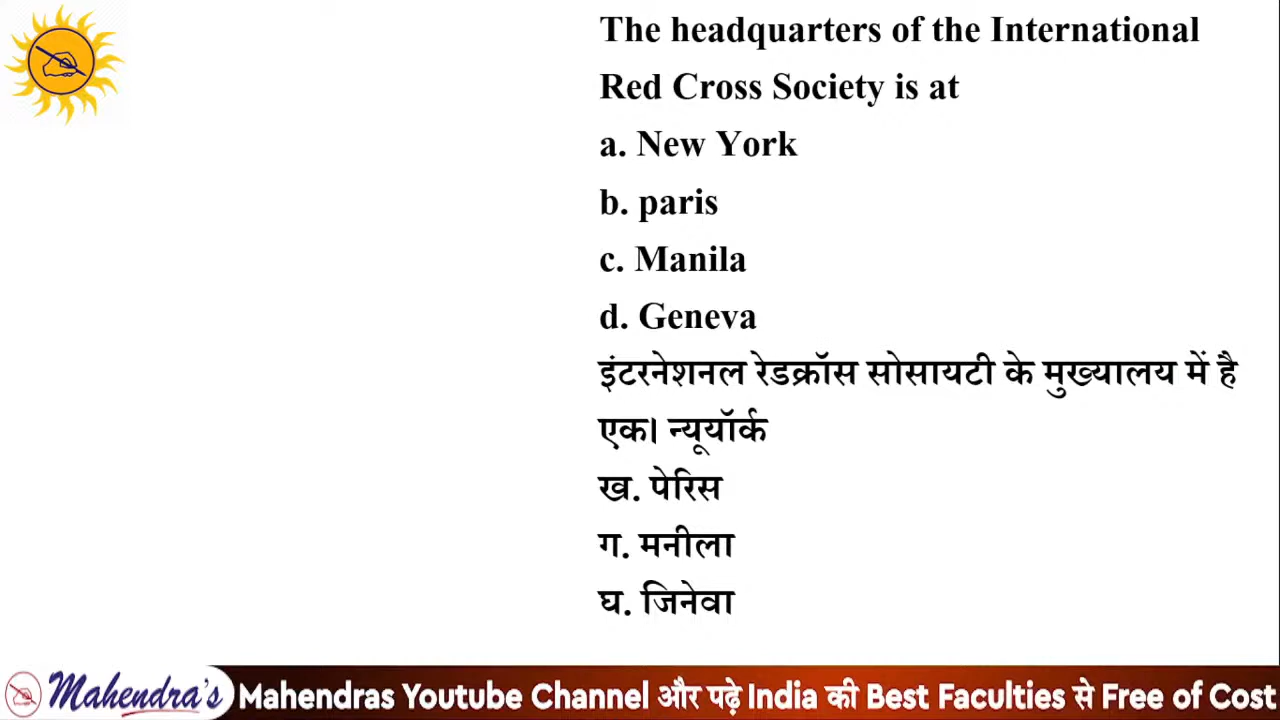 The headquarters of the International
Red Cross Society is at
a. New York
b. paris
c. Manila
d. Geneva
इंटरनेशनल रेडक्रॉस सोसायटी के मुख्यालय में है
एक। न्यूयॉर्क
ख. पेरिस
ग. मनीला
घ. जिनेवा
Mahendra's Mahendras Youtube Channel और पढ़े India की Best Faculties से Free of Cost